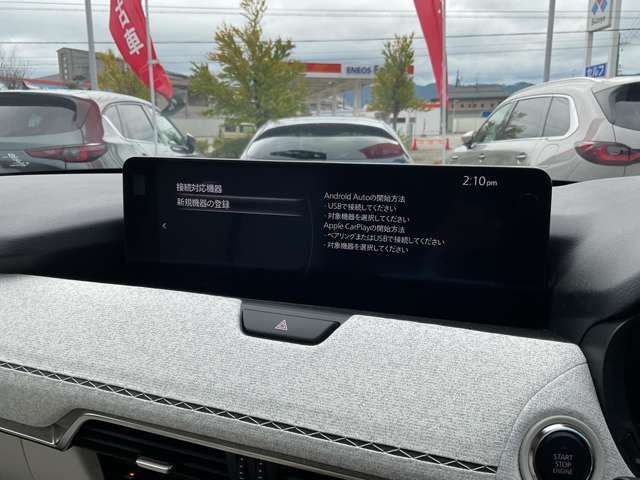 ENEOS
2:10pm
接続対応機器
新規機器の登録
Android Autoの開始方法
- USBで接続してください
- 対象機器を選択してください
Apple CarPlayの開始方法
- ペアリングまたはUSBで接続してください
- 対象機器を選択してください
START
STOP
ENGINE